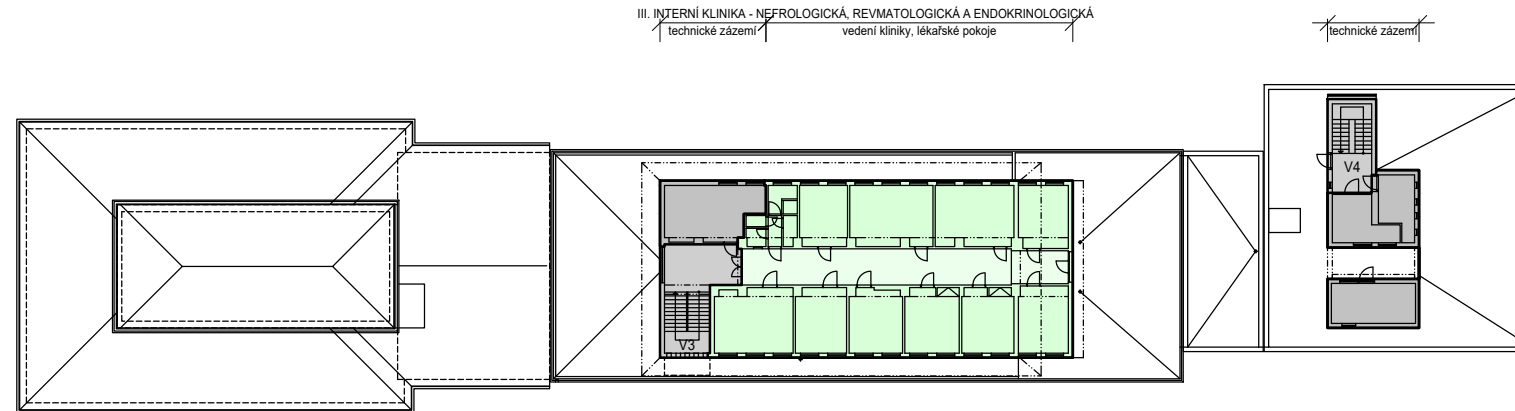 III. INTERNÍ KLINIKA - NEFROLOGICKÁ, REVMATOLOGICKÁ A ENDOKRINOLOGICKÁ
technické zázemí
vedení kliniky, lékařské pokoje
technické zázemí
V4
V3